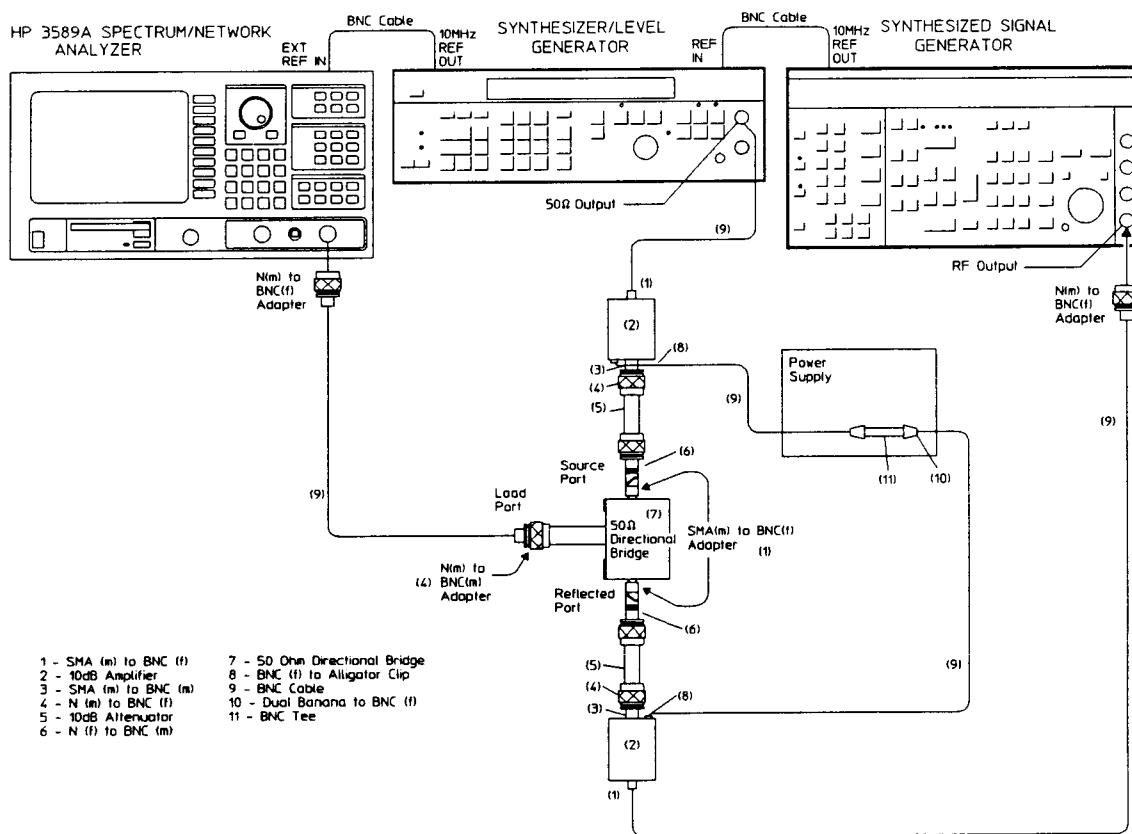 HP 3589A SPECTRUM/NETWORK
ANALYZER
EXT
REF IN
BNC Cable
10MHz
REF
OUT
SYNTHESIZER/LEVEL
GENERATOR
REF
IN
BNC Cable
10MHz
REF
OUT
SYNTHESIZED SIGNAL
GENERATOR
50Ω Output
(9)
RF Output
N(m) to
BNC(f)
Adapter
N(m) to
BNC(f)
Adapter
(1)
(2)
(8)
(3)
(4)
(5)
(9)
Power
Supply
(11)
(10)
(9)
(6)
Source
Port
Load
Port
(9)
(7)
50Ω
Directional
Bridge
SMA(m) to BNC(f)
Adapter
(1)
N(m) to
(4) BNC(m)
Adapter
Reflected
Port
(6)
(5)
(4)
(8)
(3)
(9)
(2)
(1)
1 - SMA (m) to BNC (f)
2 - 10dB Amplifier
3 - SMA (m) to BNC (m)
4 - N (m) to BNC (f)
5 - 10dB Attenuator
6 - N (f) to BNC (m)
7 - 50 Ohm Directional Bridge
8 - BNC (f) to Alligator Clip
9 - BNC Cable
10 - Dual Banana to BNC (f)
11 - BNC Tee